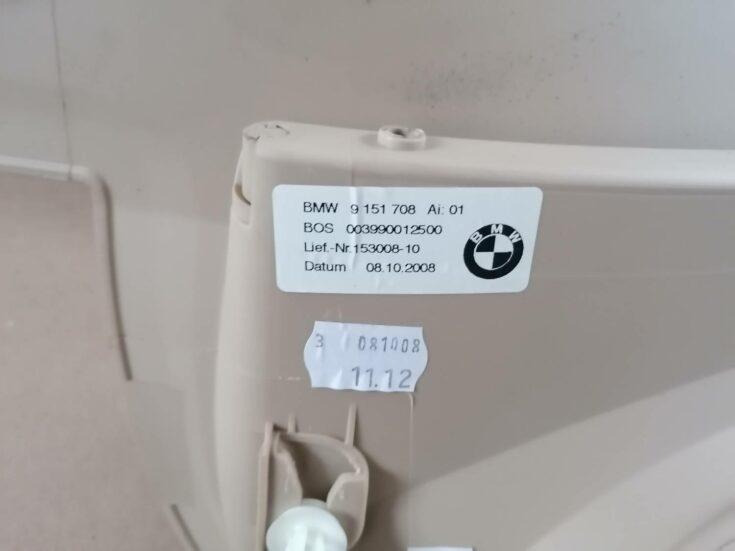 BMW 9 151 708 Ai: 01
BOS 003990012500
Lief.-Nr.153008-10
Datum 08.10.2008
BMW
3 081008
11.12